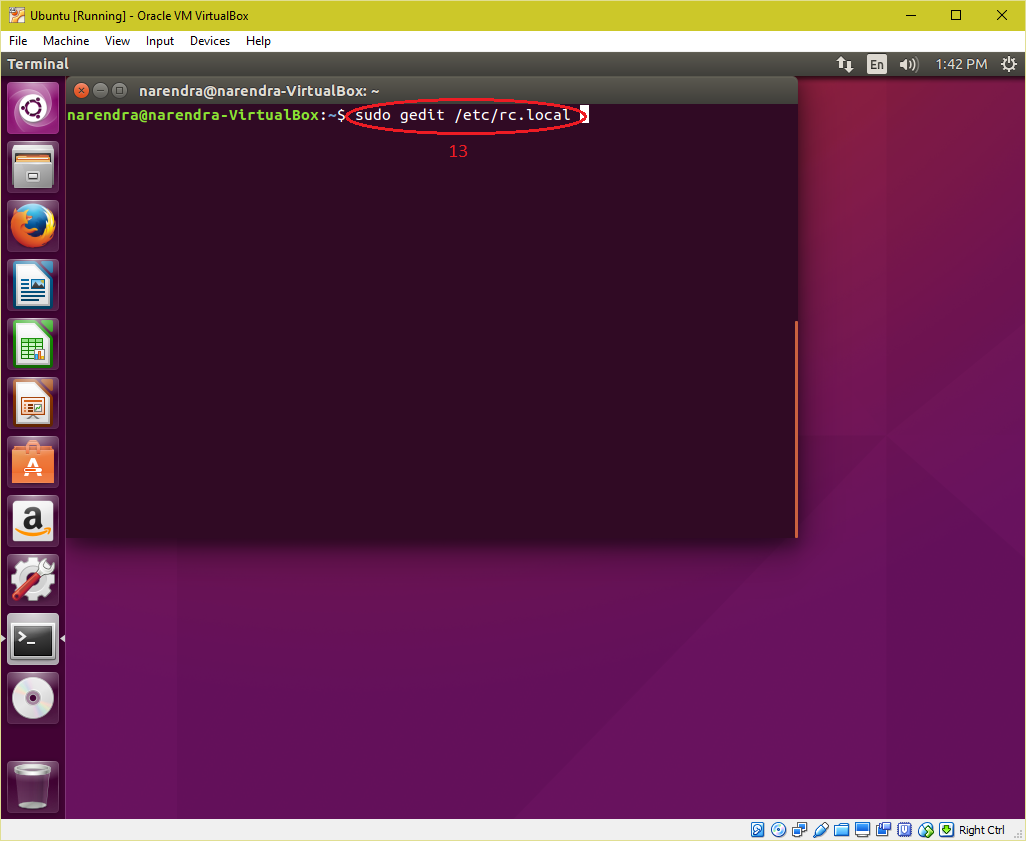 Ubuntu [Running] - Oracle VM VirtualBox
File Machine View Input Devices Help
Terminal En 1:42 PM
narendra@narendra-VirtualBox: ~
narendra@narendra-VirtualBox:~$ sudo gedit /etc/rc.local
13
A
a
>_
Right Ctrl